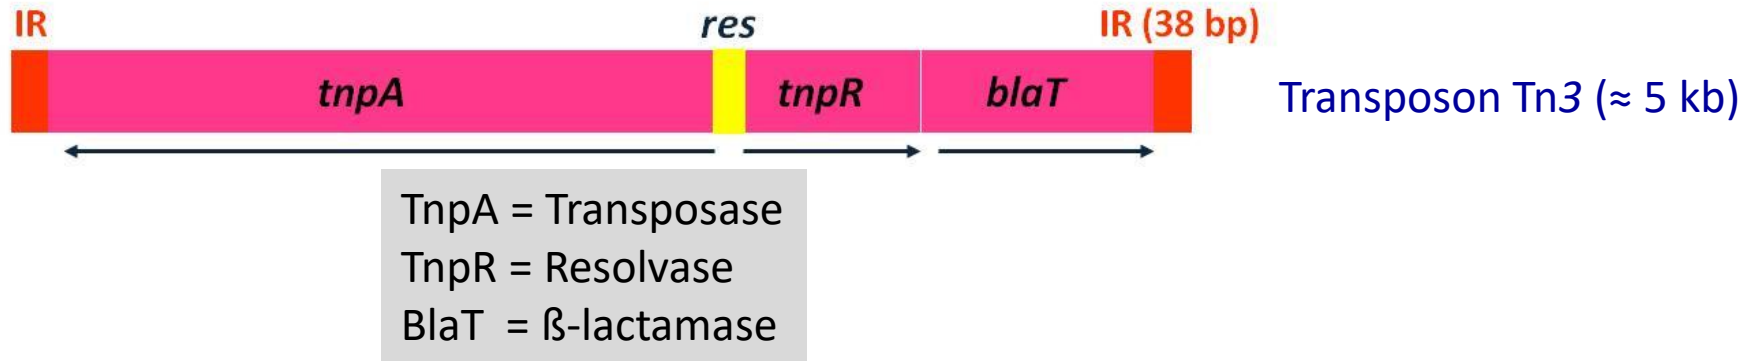 IR res IR (38 bp)
tnpA tnpR blaT
Transposon Tn3 (≈ 5 kb)
TnpA = Transposase
TnpR = Resolvase
BlaT = ß-lactamase